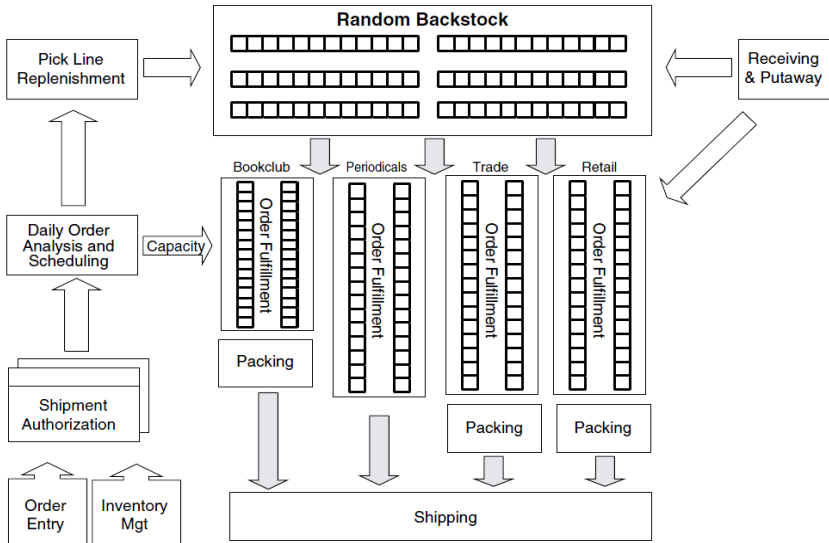 Random Backstock
Pick Line
Replenishment
Receiving
& Putaway
Bookclub
Periodicals
Trade
Retail
Order Fulfillment
Order Fulfillment
Order Fulfillment
Order Fulfillment
Daily Order
Analysis and
Scheduling
Capacity
Packing
Shipment
Authorization
Packing
Packing
Order
Entry
Inventory
Mgt
Shipping